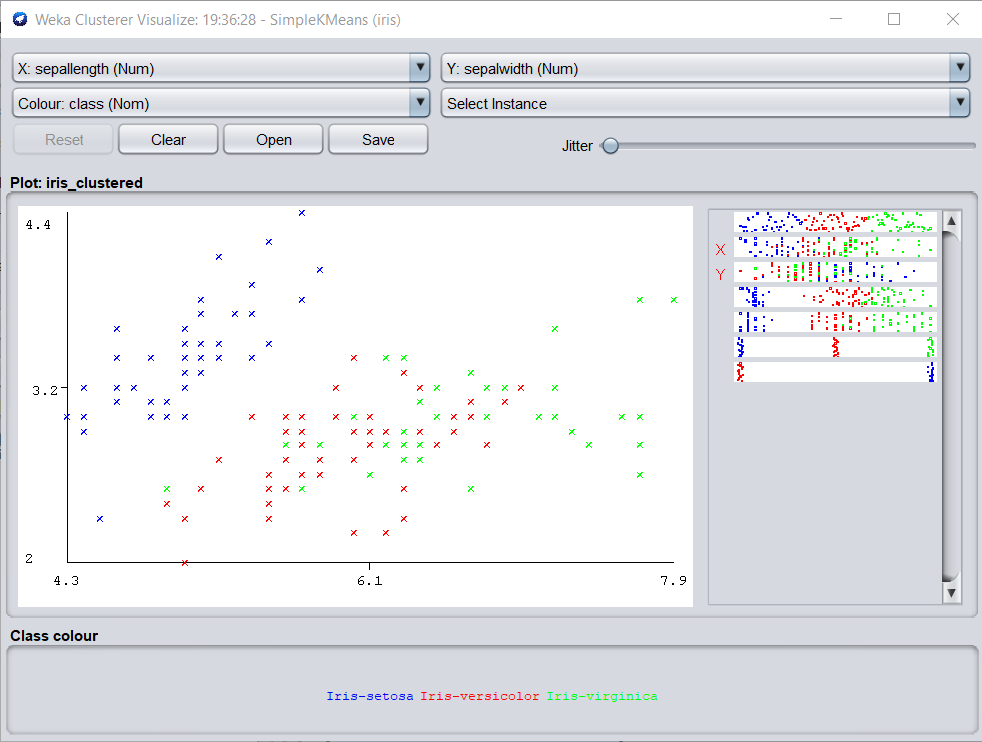 Weka Clusterer Visualize: 19:36:28 - SimpleKMeans (iris)
X: sepallength (Num) Y: sepalwidth (Num)
Colour: class (Nom) Select Instance
Reset Clear Open Save Jitter
Plot: iris_clustered
4.4
X
Y
3.2
2
4.3 6.1 7.9
Class colour
Iris-setosa Iris-versicolor Iris-virginica